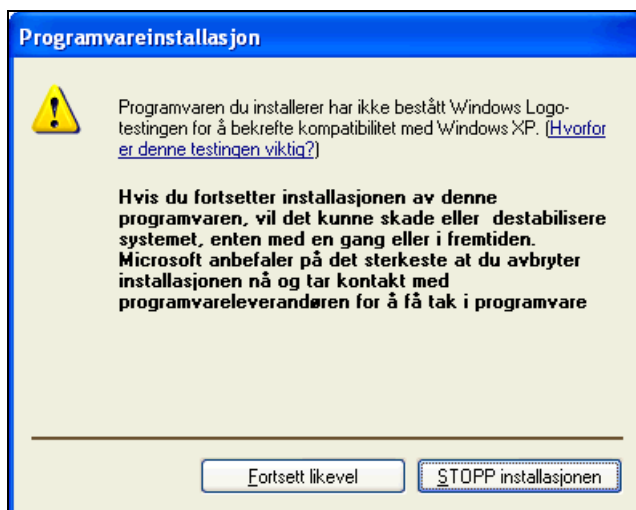 Programvareinstallasjon
Programvaren du installerer har ikke bestått Windows Logo-
testingen for å bekrefte kompatibilitet med Windows XP. (Hvorfor
er denne testingen viktig?)
Hvis du fortsetter installasjonen av denne
programvaren, vil det kunne skade eller destabilisere
systemet, enten med en gang eller i fremtiden.
Microsoft anbefaler på det sterkeste at du avbryter
installasjonen nå og tar kontakt med
programvareleverandøren for å få tak i programvare
Fortsett likevel
STOPP installasjonen